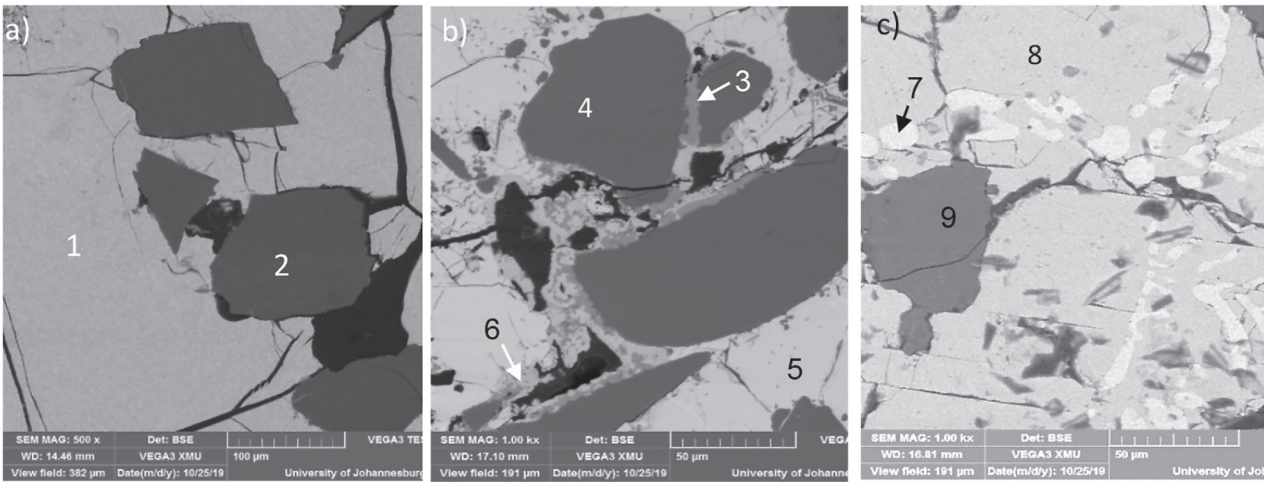 a)
1
2
SEM MAG: 500 x Det: BSE
WD: 14.46 mm VEGA3 XMU 100 µm VEGA3 TES
View field: 382 µm Date(m/d/y): 10/25/19 University of Johannesburg
b)
3
4
5
6
SEM MAG: 1.00 kx Det: BSE
WD: 17.10 mm VEGA3 XMU 50 µm VEGA
View field: 191 µm Date(m/d/y): 10/25/19 University of Johanne
c)
7
8
9
SEM MAG: 1.00 kx Det: BSE
WD: 16.81 mm VEGA3 XMU 50 µm
View field: 191 µm Date(m/d/y): 10/25/19 University of Jo